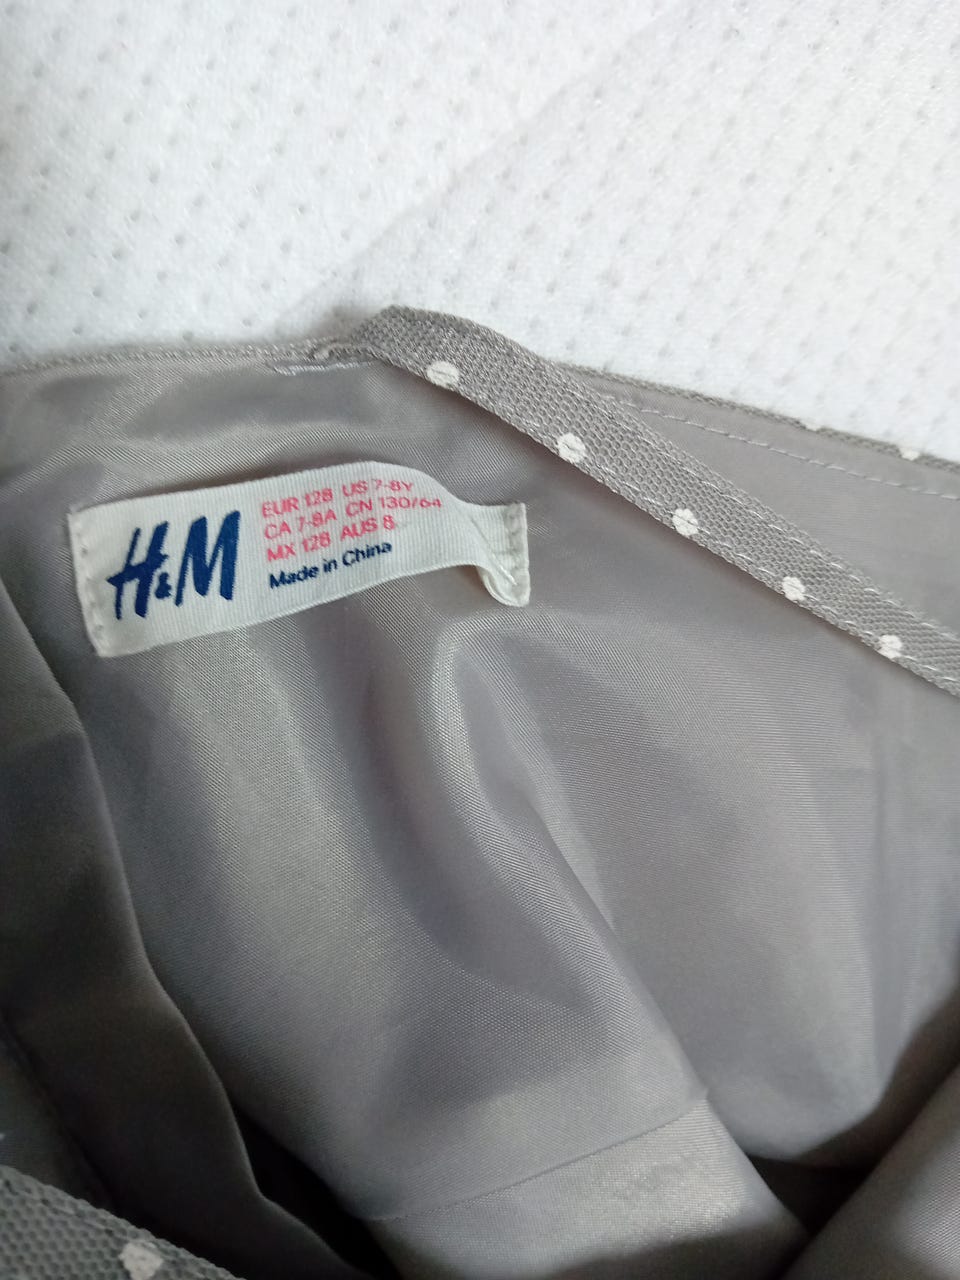 H&M
EUR 128 US 7-8Y
CA 7-8A CN 130/64
MX 128 AUS 8
Made in China